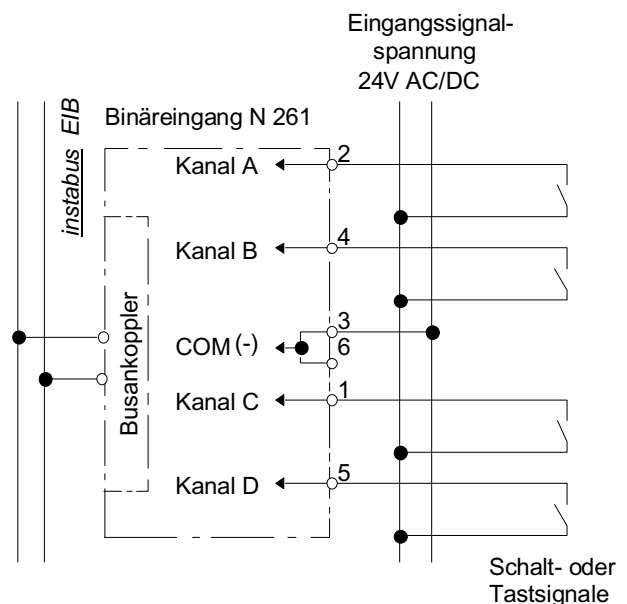 Eingangssignal-
spannung
24V AC/DC
instabus EIB
Binäreingang N 261
Kanal A
2
Kanal B
4
Busankoppler
3
COM (-)
6
Kanal C
1
Kanal D
5
Schalt- oder
Tastsignale